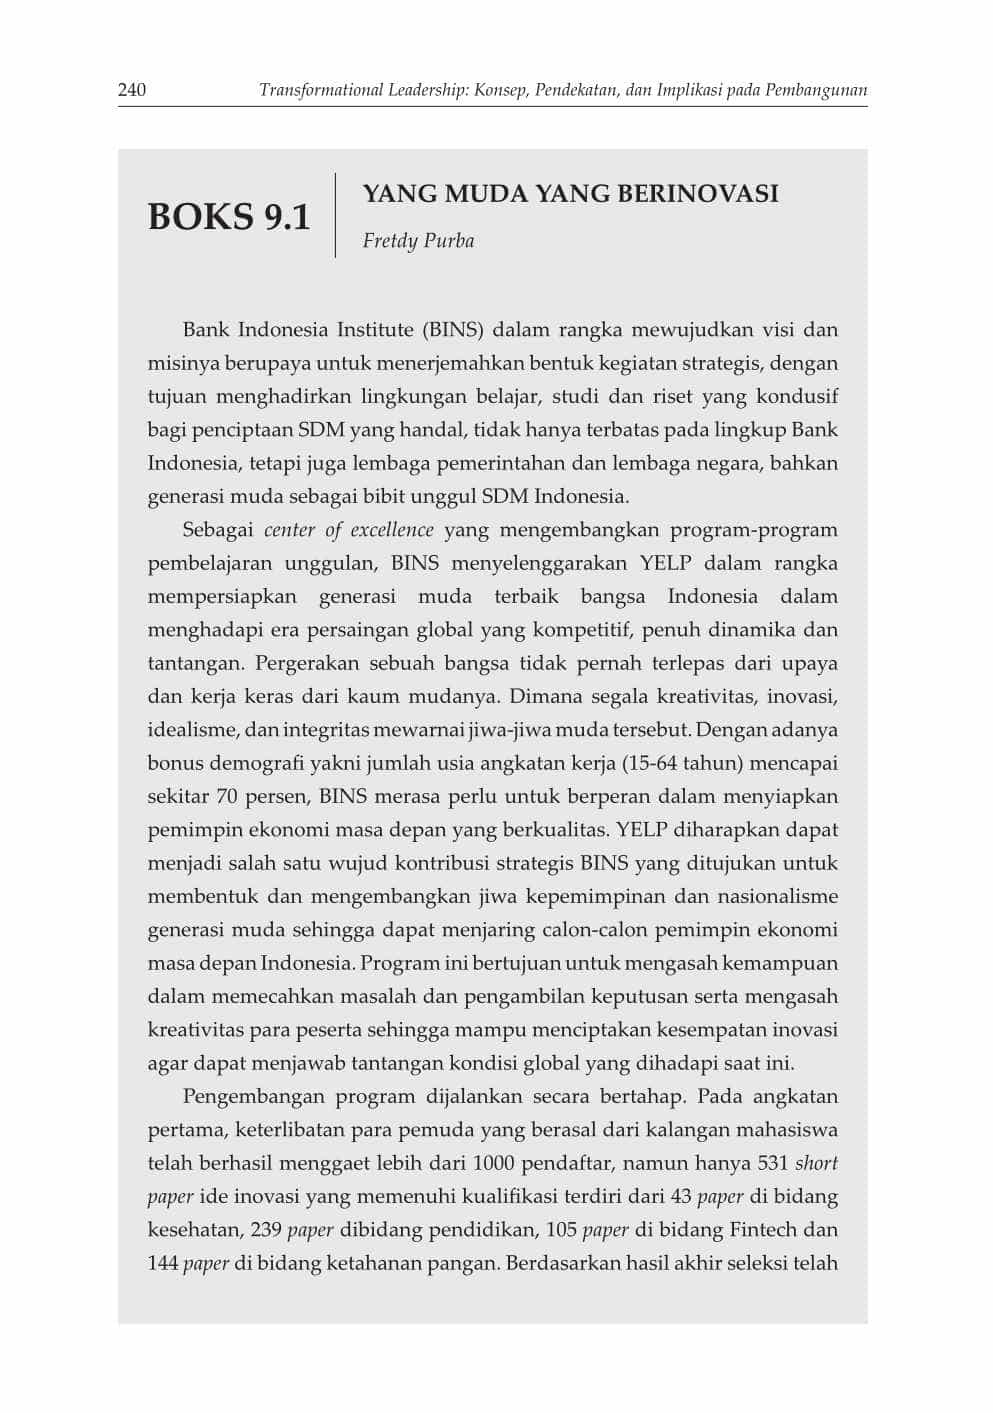 240
Transformational Leadership: Konsep, Pendekatan, dan Implikasi pada Pembangunan
BOKS 9.1
YANG MUDA YANG BERINOVASI
Fretdy Purba
Bank Indonesia Institute (BINS) dalam rangka mewujudkan visi dan
misinya berupaya untuk menerjemahkan bentuk kegiatan strategis, dengan
tujuan menghadirkan lingkungan belajar, studi dan riset yang kondusif
bagi penciptaan SDM yang handal, tidak hanya terbatas pada lingkup Bank
Indonesia, tetapi juga lembaga pemerintahan dan lembaga negara, bahkan
generasi muda sebagai bibit unggul SDM Indonesia.
Sebagai center of excellence yang mengembangkan program-program
pembelajaran unggulan, BINS menyelenggarakan YELP dalam rangka
mempersiapkan generasi muda terbaik bangsa Indonesia dalam
menghadapi era persaingan global yang kompetitif, penuh dinamika dan
tantangan. Pergerakan sebuah bangsa tidak pernah terlepas dari upaya
dan kerja keras dari kaum mudanya. Dimana segala kreativitas, inovasi,
idealisme, dan integritas mewarnai jiwa-jiwa muda tersebut. Dengan adanya
bonus demografi yakni jumlah usia angkatan kerja (15-64 tahun) mencapai
sekitar 70 persen, BINS merasa perlu untuk berperan dalam menyiapkan
pemimpin ekonomi masa depan yang berkualitas. YELP diharapkan dapat
menjadi salah satu wujud kontribusi strategis BINS yang ditujukan untuk
membentuk dan mengembangkan jiwa kepemimpinan dan nasionalisme
generasi muda sehingga dapat menjaring calon-calon pemimpin ekonomi
masa depan Indonesia. Program ini bertujuan untuk mengasah kemampuan
dalam memecahkan masalah dan pengambilan keputusan serta mengasah
kreativitas para peserta sehingga mampu menciptakan kesempatan inovasi
agar dapat menjawab tantangan kondisi global yang dihadapi saat ini.
Pengembangan program dijalankan secara bertahap. Pada angkatan
pertama, keterlibatan para pemuda yang berasal dari kalangan mahasiswa
telah berhasil menggaet lebih dari 1000 pendaftar, namun hanya 531 short
paper ide inovasi yang memenuhi kualifikasi terdiri dari 43 paper di bidang
kesehatan, 239 paper dibidang pendidikan, 105 paper di bidang Fintech dan
144 paper di bidang ketahanan pangan. Berdasarkan hasil akhir seleksi telah